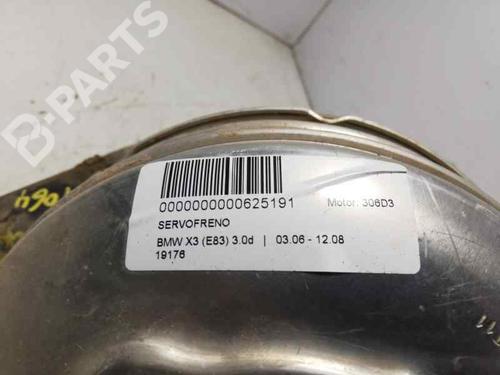 B-PARTS
0000000000625191
Motor: 306D3
SERVOFRENO
BMW X3 (E83) 3.0d | 03.06 - 12.08
19176